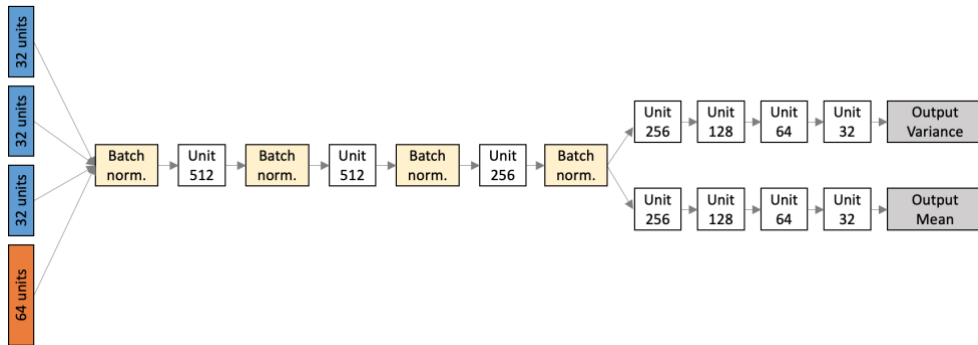 32 units
32 units
32 units
64 units
Batch
norm.
Unit
512
Batch
norm.
Unit
512
Batch
norm.
Unit
256
Batch
norm.
Unit
256
Unit
128
Unit
64
Unit
32
Output
Variance
Unit
256
Unit
128
Unit
64
Unit
32
Output
Mean